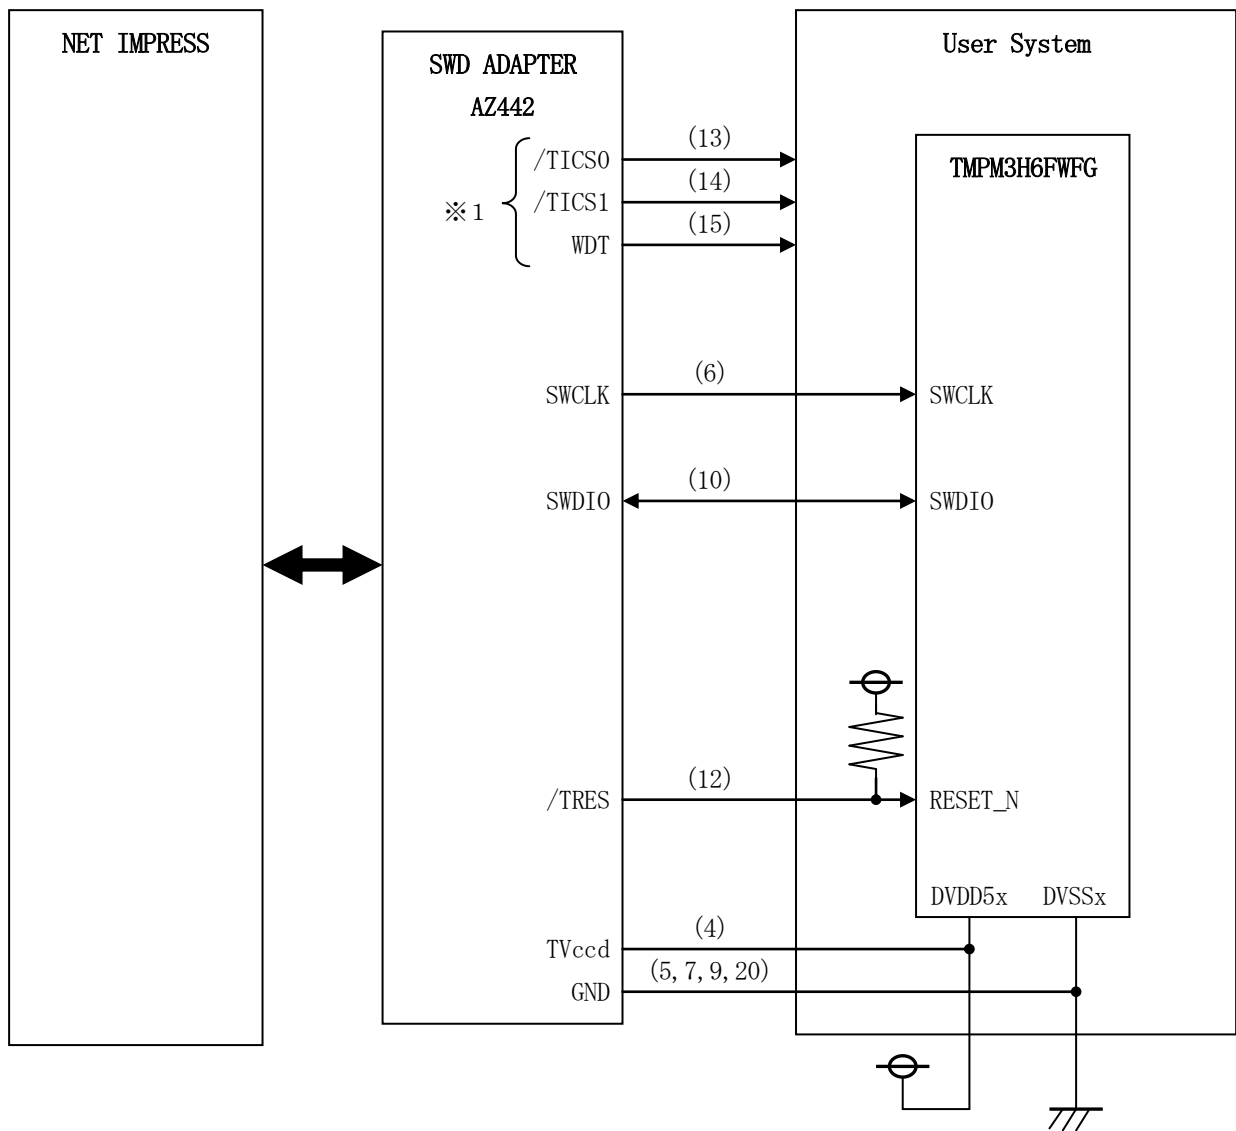 NET IMPRESS
SWD ADAPTER
AZ442
User System
TMPM3H6FWFG
※1
/TICS0
(13)
/TICS1
(14)
WDT
(15)
SWCLK
(6)
SWCLK
SWDIO
(10)
SWDIO
/TRES
(12)
RESET_N
DVDD5x
DVSSx
TVccd
(4)
GND
(5,7,9,20)